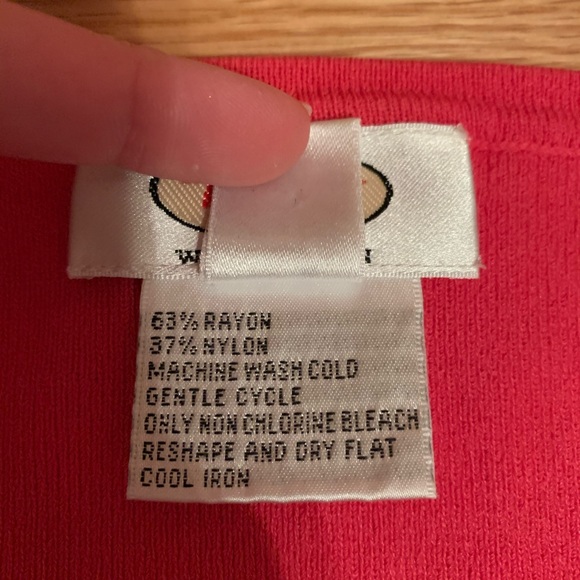 63% RAYON
37% NYLON
MACHINE WASH COLD
GENTLE CYCLE
ONLY NON CHLORINE BLEACH
RESHAPE AND DRY FLAT
COOL IRON